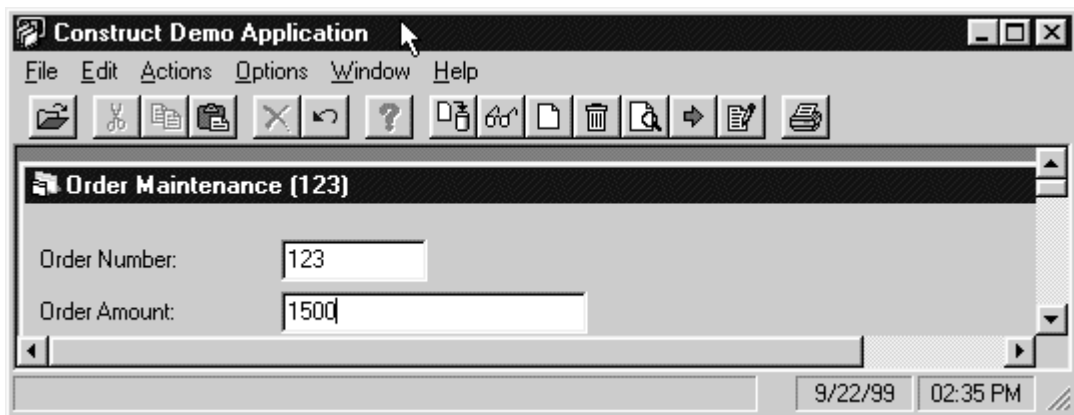 Construct Demo Application
File Edit Actions Options Window Help
Order Maintenance (123)
Order Number: 123
Order Amount: 1500
9/22/99 02:35 PM